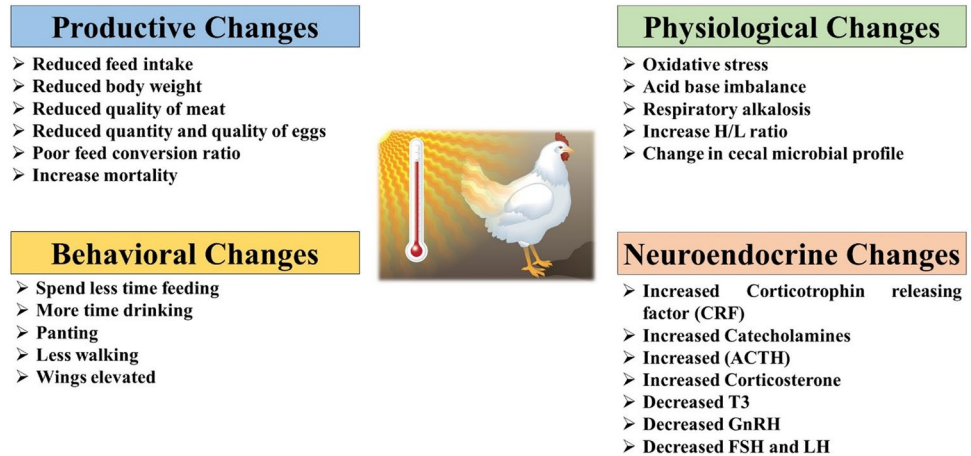 Productive Changes
➢ Reduced feed intake
➢ Reduced body weight
➢ Reduced quality of meat
➢ Reduced quantity and quality of eggs
➢ Poor feed conversion ratio
➢ Increase mortality
Physiological Changes
➢ Oxidative stress
➢ Acid base imbalance
➢ Respiratory alkalosis
➢ Increase H/L ratio
➢ Change in cecal microbial profile
Behavioral Changes
➢ Spend less time feeding
➢ More time drinking
➢ Panting
➢ Less walking
➢ Wings elevated
Neuroendocrine Changes
➢ Increased Corticotrophin releasing
factor (CRF)
➢ Increased Catecholamines
➢ Increased (ACTH)
➢ Increased Corticosterone
➢ Decreased T3
➢ Decreased GnRH
➢ Decreased FSH and LH